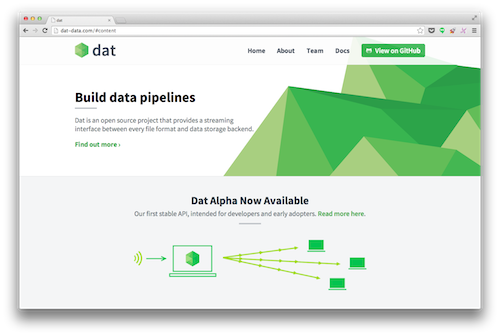 dat
dat-data.com/#content
dat
Home About Team Docs View on GitHub
Build data pipelines
Dat is an open source project that provides a streaming
interface between every file format and data storage backend.
Find out more ›
Dat Alpha Now Available
Our first stable API, intended for developers and early adopters. Read more here.